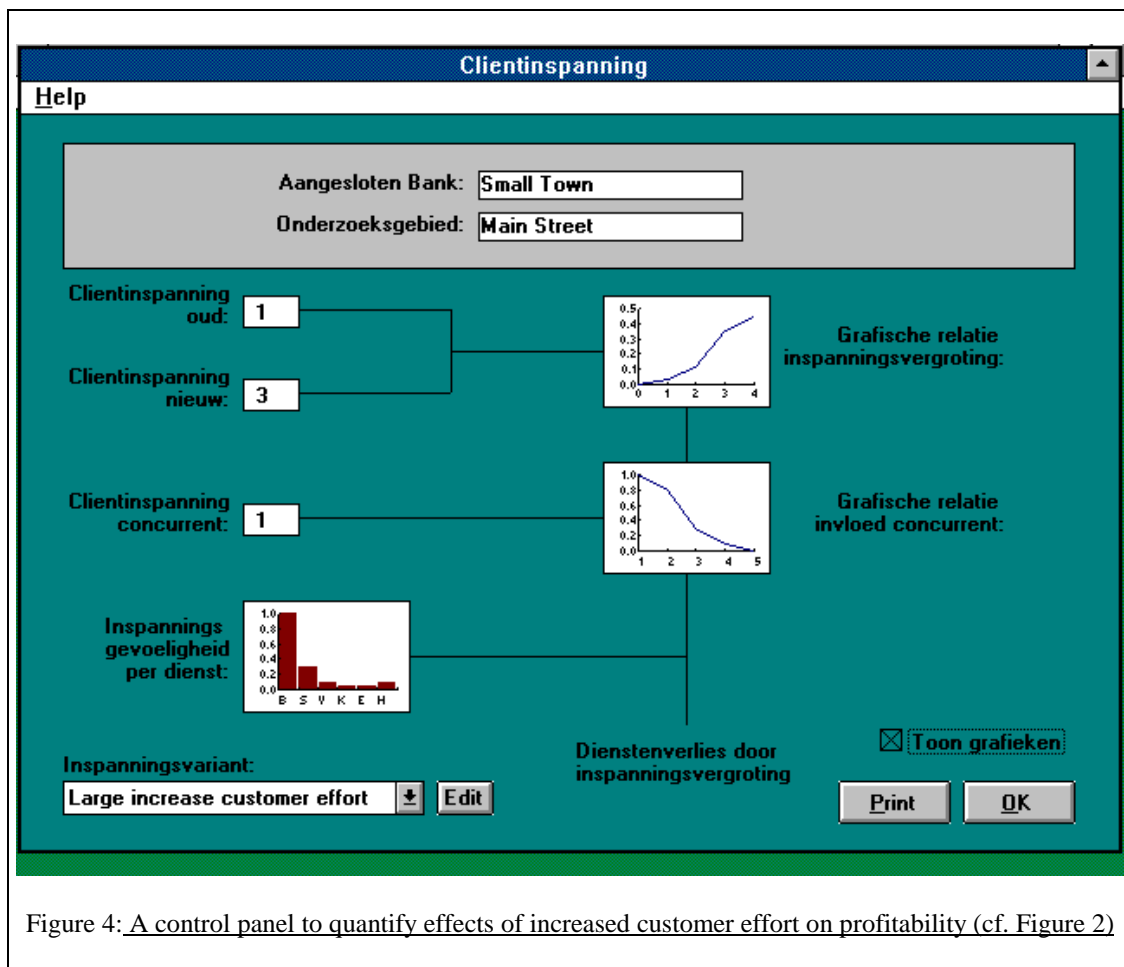 Clientinspanning
Help
Aangesloten Bank: Small Town
Onderzoeksgebied: Main Street
Clientinspanning
oud: 1
Clientinspanning
nieuw: 3
0.5
0.4
0.3
0.2
0.1
0.0
0 1 2 3 4
Grafische relatie
inspanningsvergroting:
Clientinspanning
concurrent: 1
1.0
0.8
0.6
0.4
0.2
0.0
1 2 3 4 5
Grafische relatie
invloed concurrent:
Inspannings
gevoeligheid
per dienst:
1.0
0.8
0.6
0.4
0.2
0.0
B S V K E H
Dienstenverlies door
inspanningsvergroting
Toon grafieken
Inspanningsvariant:
Large increase customer effort Edit
Print OK
Figure 4: A control panel to quantify effects of increased customer effort on profitability (cf. Figure 2)